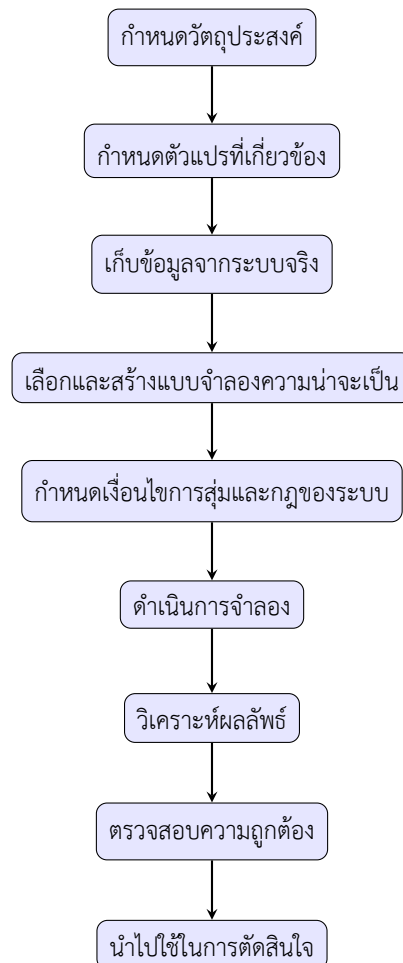 กำหนดวัตถุประสงค์
กำหนดตัวแปรที่เกี่ยวข้อง
เก็บข้อมูลจากระบบจริง
เลือกและสร้างแบบจำลองความน่าจะเป็น
กำหนดเงื่อนไขการสุ่มและกฎของระบบ
ดำเนินการจำลอง
วิเคราะห์ผลลัพธ์
ตรวจสอบความถูกต้อง
นำไปใช้ในการตัดสินใจ